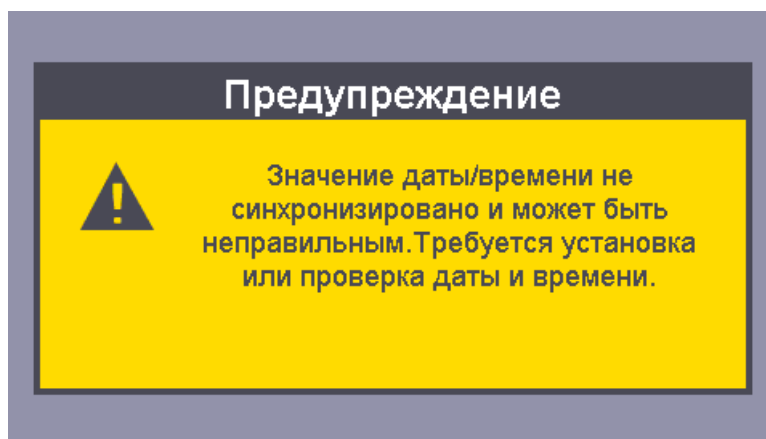 Предупреждение
Значение даты/времени не
синхронизировано и может быть
неправильным.Требуется установка
или проверка даты и времени.